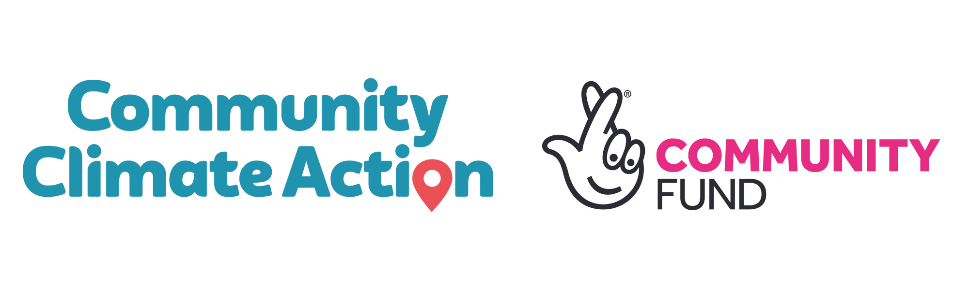 Community
Climate Action
®
COMMUNITY
FUND